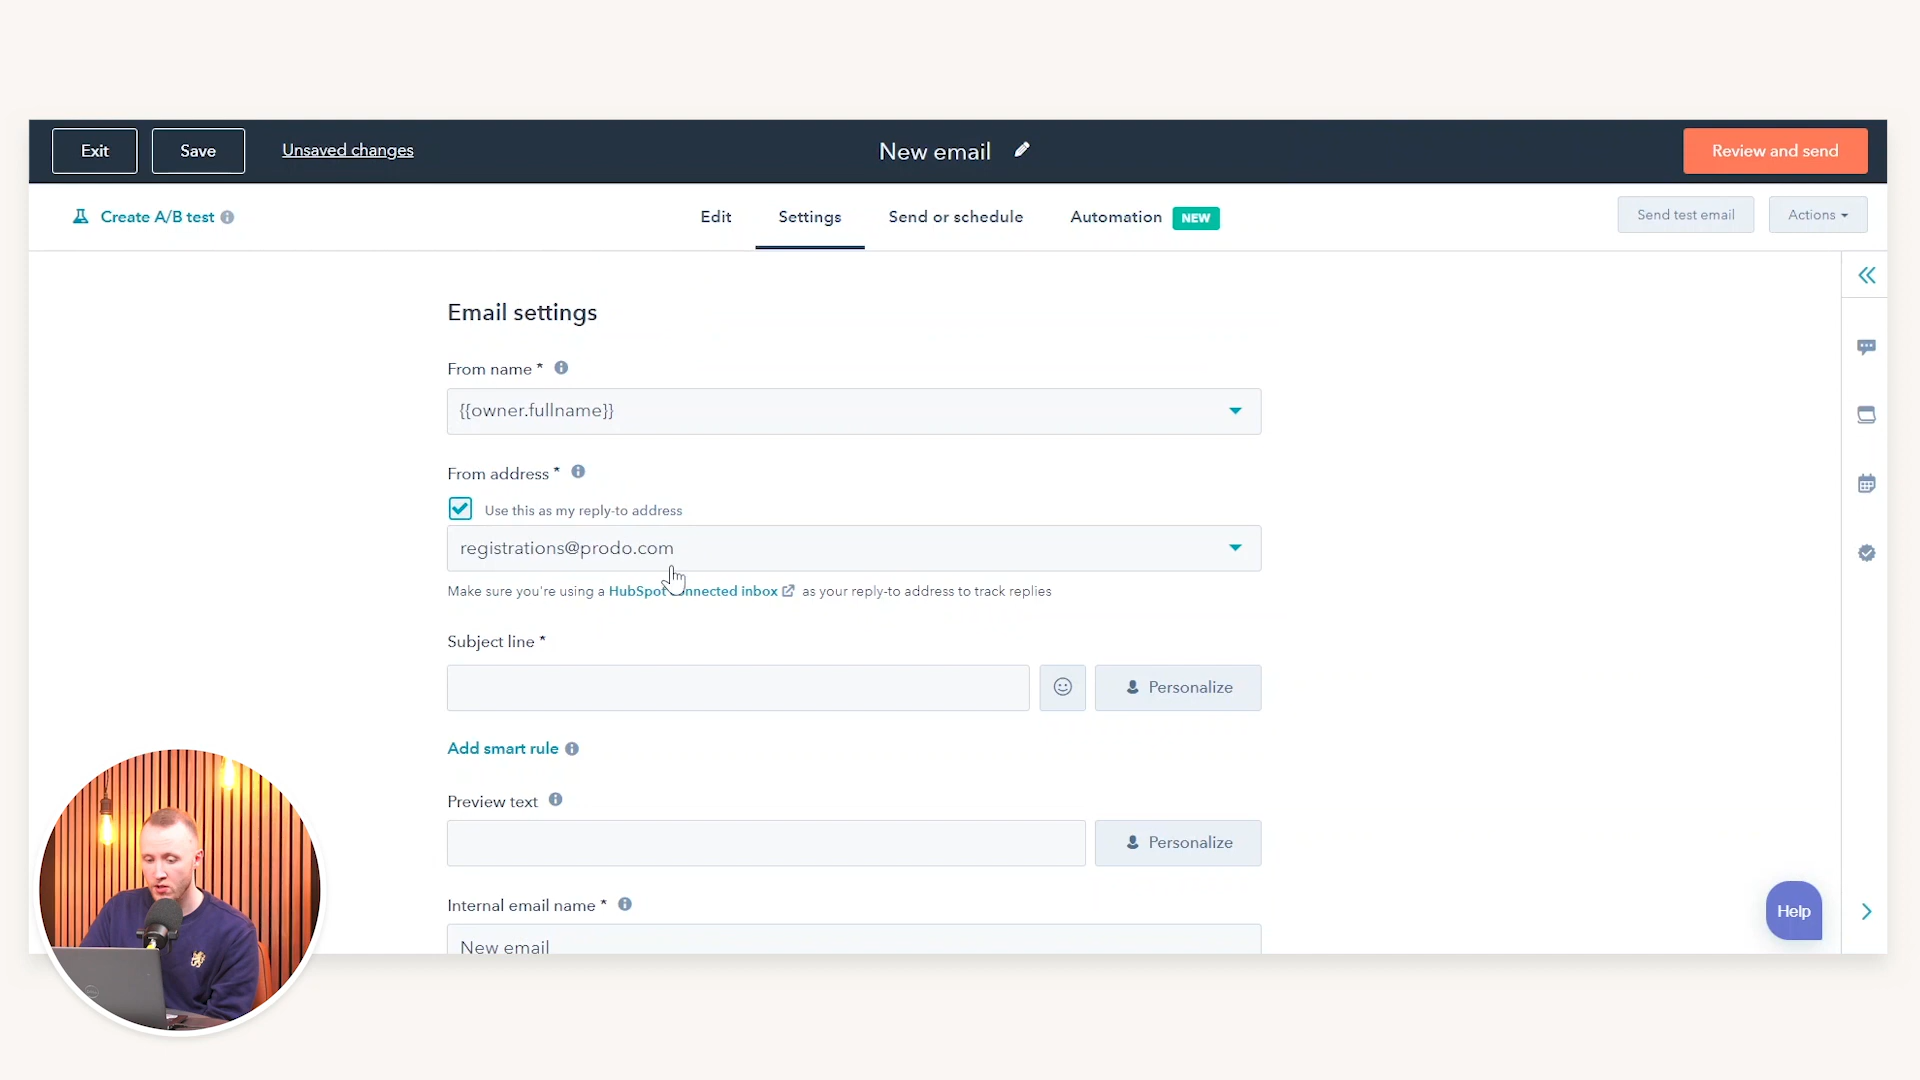 Exit
Save
Unsaved changes
New email
Review and send
Create A/B test
Edit
Settings
Send or schedule
Automation
NEW
Send test email
Actions
Email settings
From name *
{{owner.fullname}}
From address *
Use this as my reply-to address
registrations@prodo.com
Make sure you're using a HubSpot nnected inbox as your reply-to address to track replies
Subject line *
Personalize
Add smart rule
Preview text
Personalize
Internal email name *
New email
Help